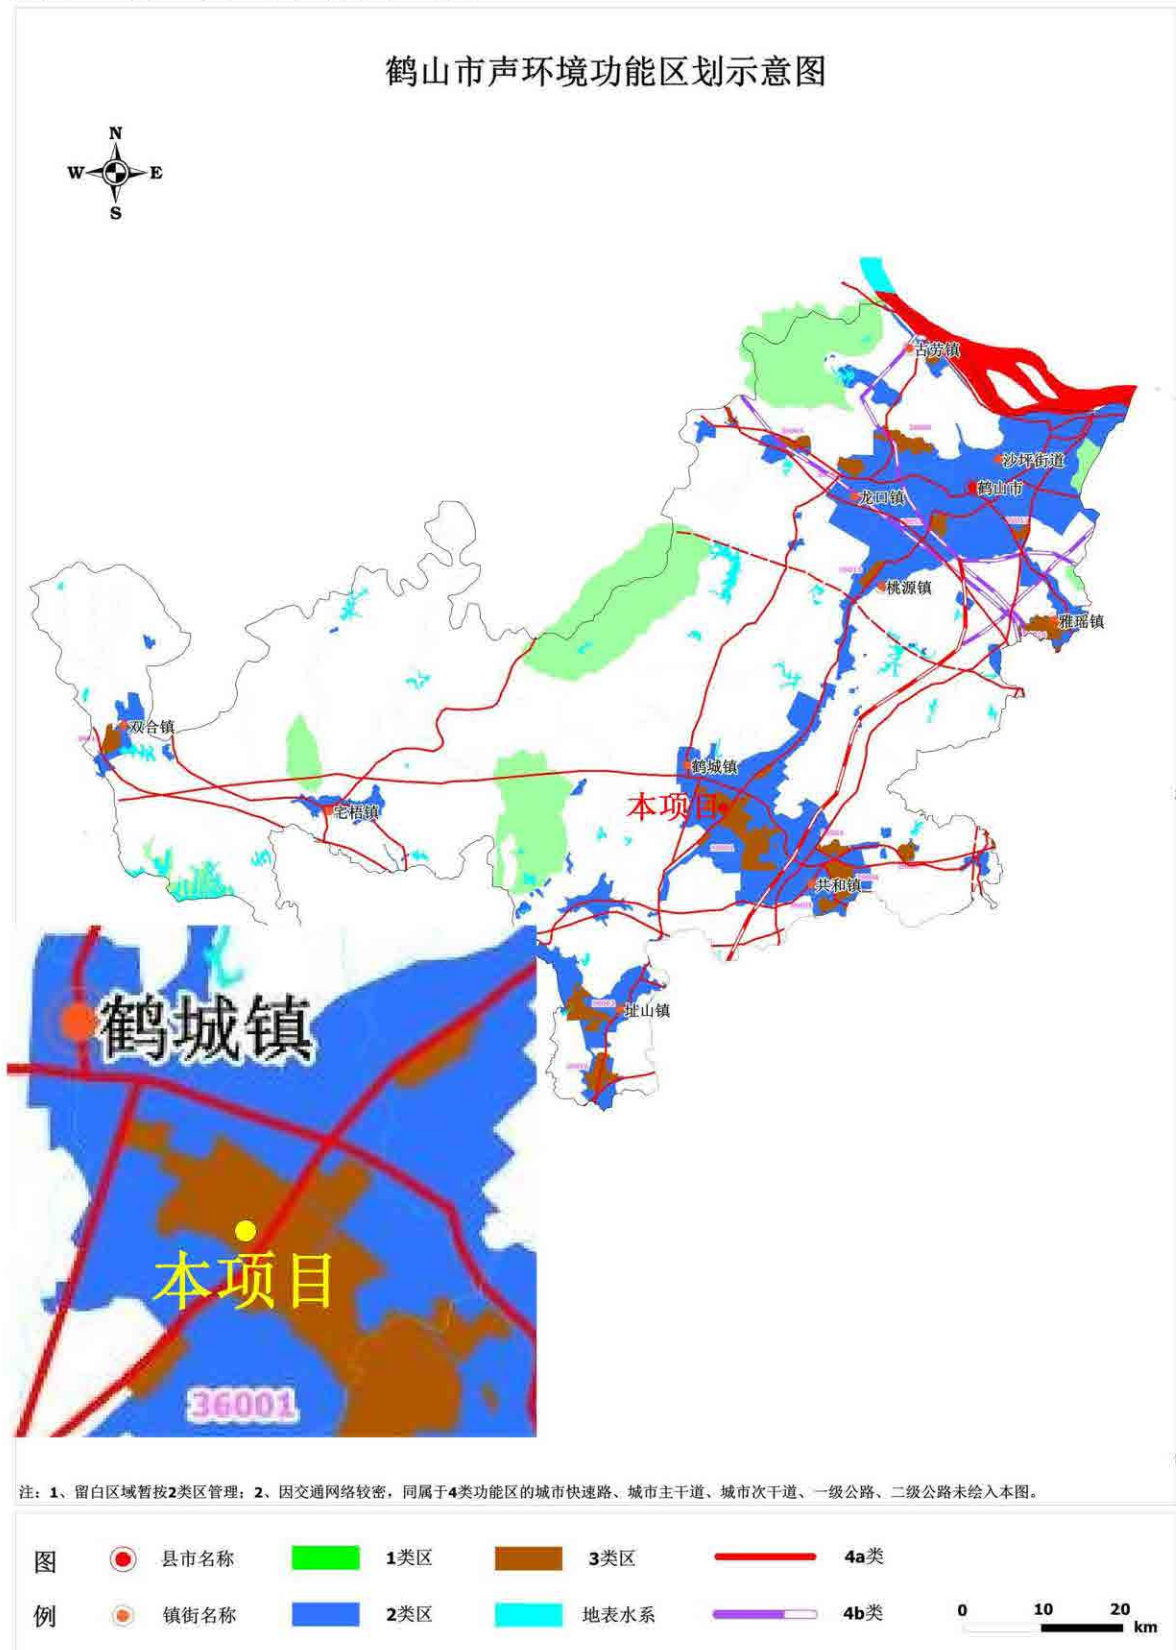 鹤山市声环境功能区划示意图
N
W E
S
古劳镇
沙坪街道
鹤山市
龙口镇
桃源镇
雅瑶镇
双合镇
鹤城镇
宅梧镇
本项目
共和镇
址山镇
鹤城镇
本项目
36001
注：1、留白区域暂按2类区管理；2、因交通网络较密，同属于4类功能区的城市快速路、城市主干道、城市次干道、一级公路、二级公路未绘入本图。
图 县市名称 1类区 3类区 4a类
例 镇街名称 2类区 地表水系 4b类
0 10 20
km